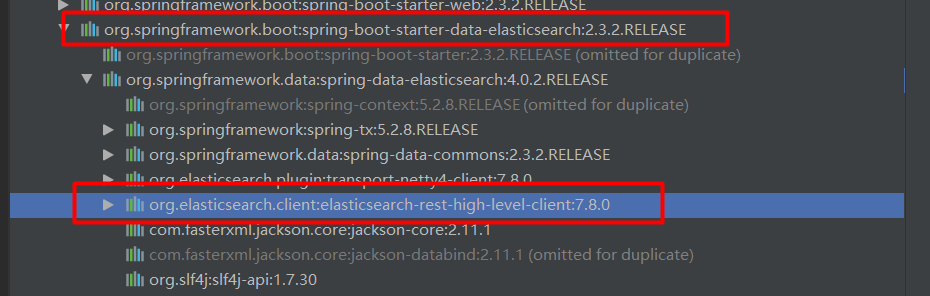 org.springframework.boot:spring-boot-starter-web:2.3.2.RELEASE
org.springframework.boot:spring-boot-starter-data-elasticsearch:2.3.2.RELEASE
org.springframework.boot:spring-boot-starter:2.3.2.RELEASE (omitted for duplicate)
org.springframework.data:spring-data-elasticsearch:4.0.2.RELEASE
org.springframework:spring-context:5.2.8.RELEASE (omitted for duplicate)
org.springframework:spring-tx:5.2.8.RELEASE
org.springframework.data:spring-data-commons:2.3.2.RELEASE
org.elasticsearch.plugin:transport-netty4-client:7.8.0
org.elasticsearch.client:elasticsearch-rest-high-level-client:7.8.0
com.fasterxml.jackson.core:jackson-core:2.11.1
com.fasterxml.jackson.core:jackson-databind:2.11.1 (omitted for duplicate)
org.slf4j:slf4j-api:1.7.30